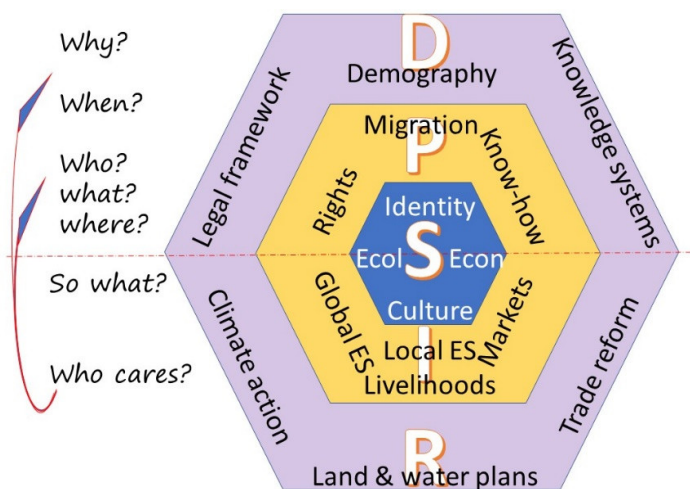 Why?
When?
Who?
what?
where?
So what?
Who cares?
D
Demography
Legal framework
Knowledge systems
Migration
P
Rights
Know-how
Identity
Ecol S Econ
Culture
Global ES
Markets
Local ES
I
Livelihoods
Climate action
Trade reform
R
Land & water plans